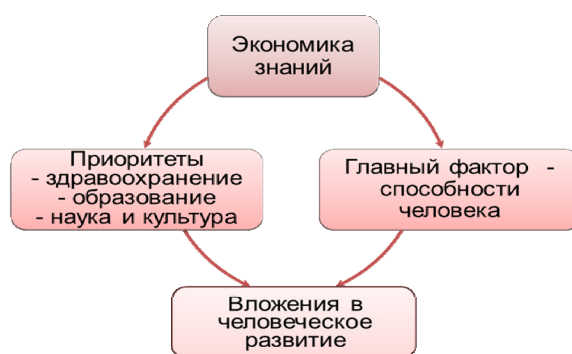 Экономика
знаний
Приоритеты
- здравоохранение
- образование
- наука и культура
Главный фактор -
способности
человека
Вложения в
человеческое
развитие